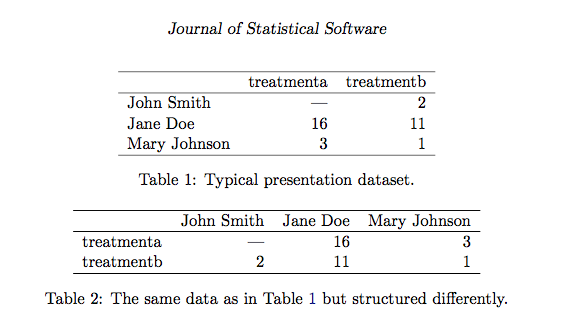 Journal of Statistical Software
treatmenta treatmentb
John Smith — 2
Jane Doe 16 11
Mary Johnson 3 1
Table 1: Typical presentation dataset.
John Smith Jane Doe Mary Johnson
treatmenta — 16 3
treatmentb 2 11 1
Table 2: The same data as in Table 1 but structured differently.